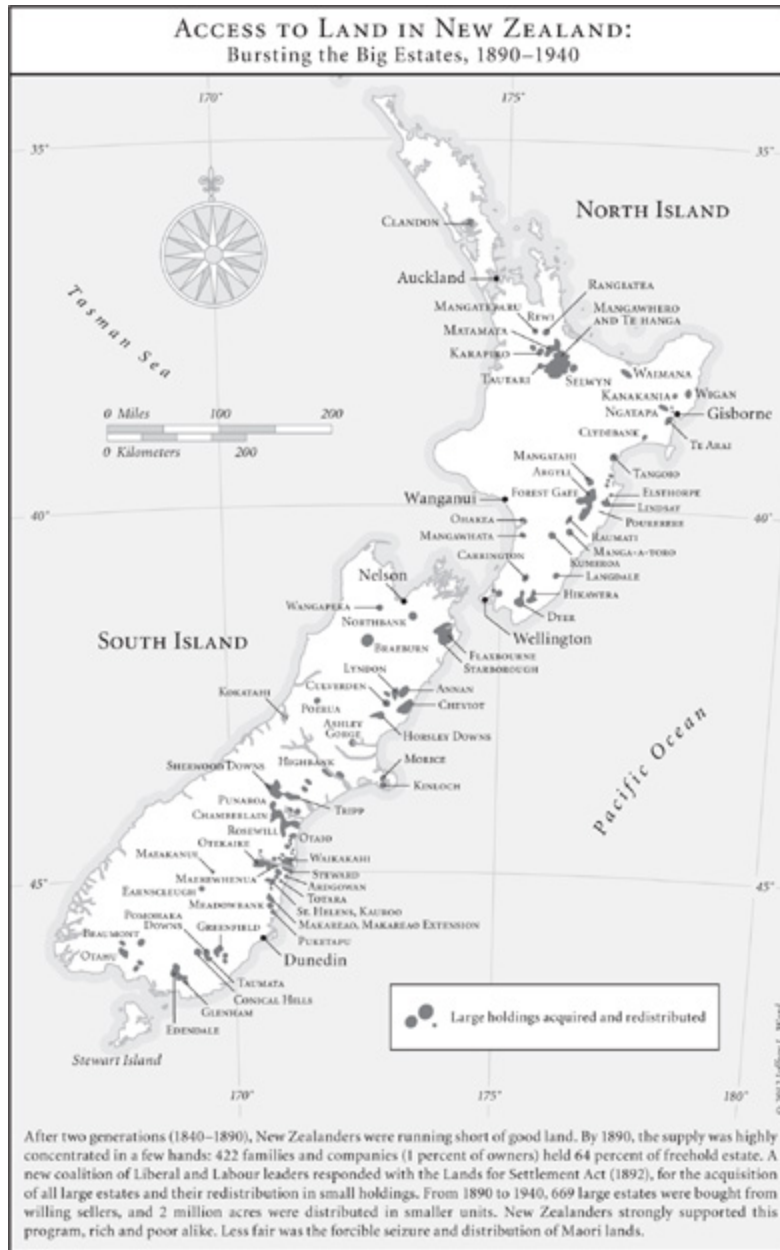 ACCESS TO LAND IN NEW ZEALAND:
Bursting the Big Estates, 1890–1940
170°
175°
35°
35°
NORTH ISLAND
CLANDON
Auckland
RANGIATEA
MANGAWHERO
AND TE HANGA
REWI
MATAMATA
KARAPIRO
TAUTARI
SELWYN
WAIMANA
KANAKANIA
WIGAN
NGATAPA
Gisborne
CLYDEBANK
TE ARAI
Tasman Sea
0 Miles 100 200
0 Kilometers 200
MANGATAHI
ARGYLL
TANGOIO
FOREST GATE
ELSTHORPE
LINDSAY
Wanganui
40°
40°
POURERERE
OHAKEA
RAUMATI
MANGAWHATA
MANGA-A-TORO
KUMEROA
CARRINGTON
LANGDALE
HIKAWERA
DYER
Wellington
Nelson
WANGAPEKA
NORTHBANK
SOUTH ISLAND
BRAEBURN
FLAXBOURNE
STARBOROUGH
LYNDON
CULVERDEN
ANNAN
KOKATAHI
POERUA
CHEVIOT
ASHLEY
GORGE
HORSLEY DOWNS
Pacific Ocean
SHERWOOD DOWNS
HIGHBANK
MORICE
KINLOCH
PUNAROA
TRIPP
CHAMBERLAIN
ROSEWILL
OTAIO
OTEKAIKE
WAIKAKAHI
MATAKANUI
MAEREWHENUA
STEWARD
ARDGOWAN
45°
45°
EARNSCLEUGH
TOTARA
MEADOWBANK
ST. HELENS, KAUROO
MAKAREAO, MAKAREAO EXTENSION
PUKETAPU
POMOHAKA
DOWNS
GREENFIELD
BEAUMONT
OTAHU
Dunedin
TAUMATA
CONICAL HILLS
GLENHAM
EDENDALE
Stewart Island
Large holdings acquired and redistributed
170°
175°
180°
After two generations (1840–1890), New Zealanders were running short of good land. By 1890, the supply was highly
concentrated in a few hands: 422 families and companies (1 percent of owners) held 64 percent of freehold estate. A
new coalition of Liberal and Labour leaders responded with the Lands for Settlement Act (1892), for the acquisition
of all large estates and their redistribution in small holdings. From 1890 to 1940, 669 large estates were bought from
willing sellers, and 2 million acres were distributed in smaller units. New Zealanders strongly supported this
program, rich and poor alike. Less fair was the forcible seizure and distribution of Maori lands.